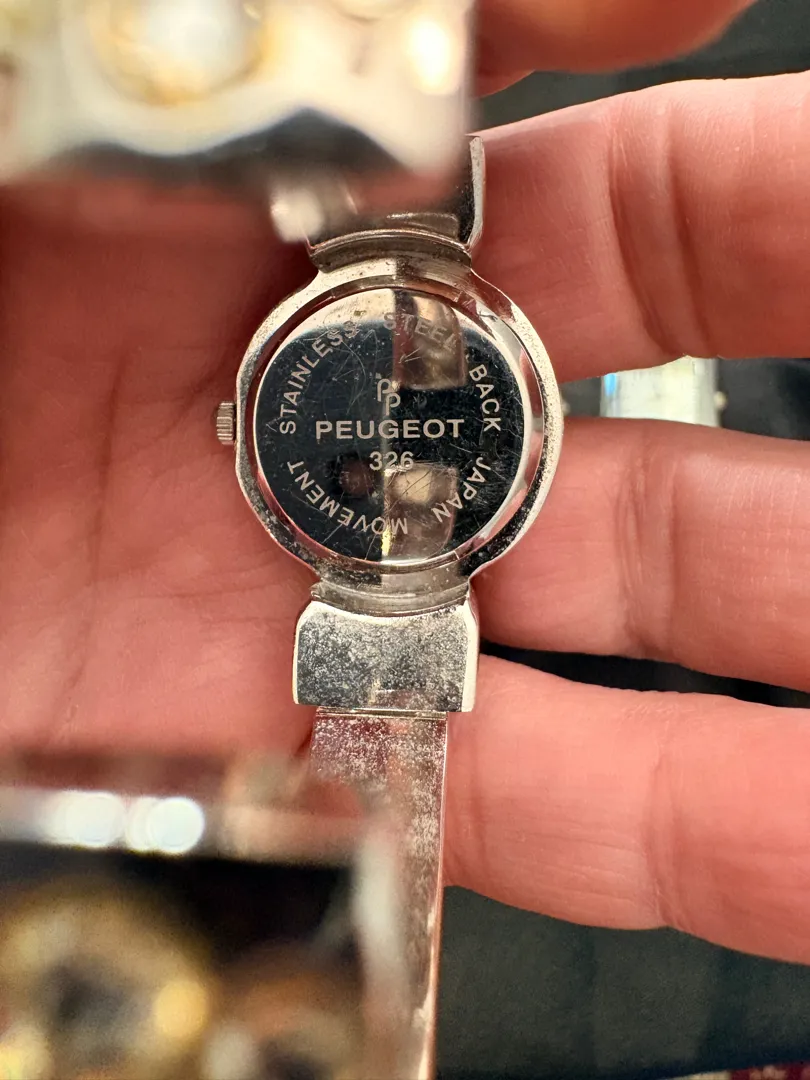 STAINLESS STEEL BACK
PP
PEUGEOT
326
JAPAN MOVEMENT